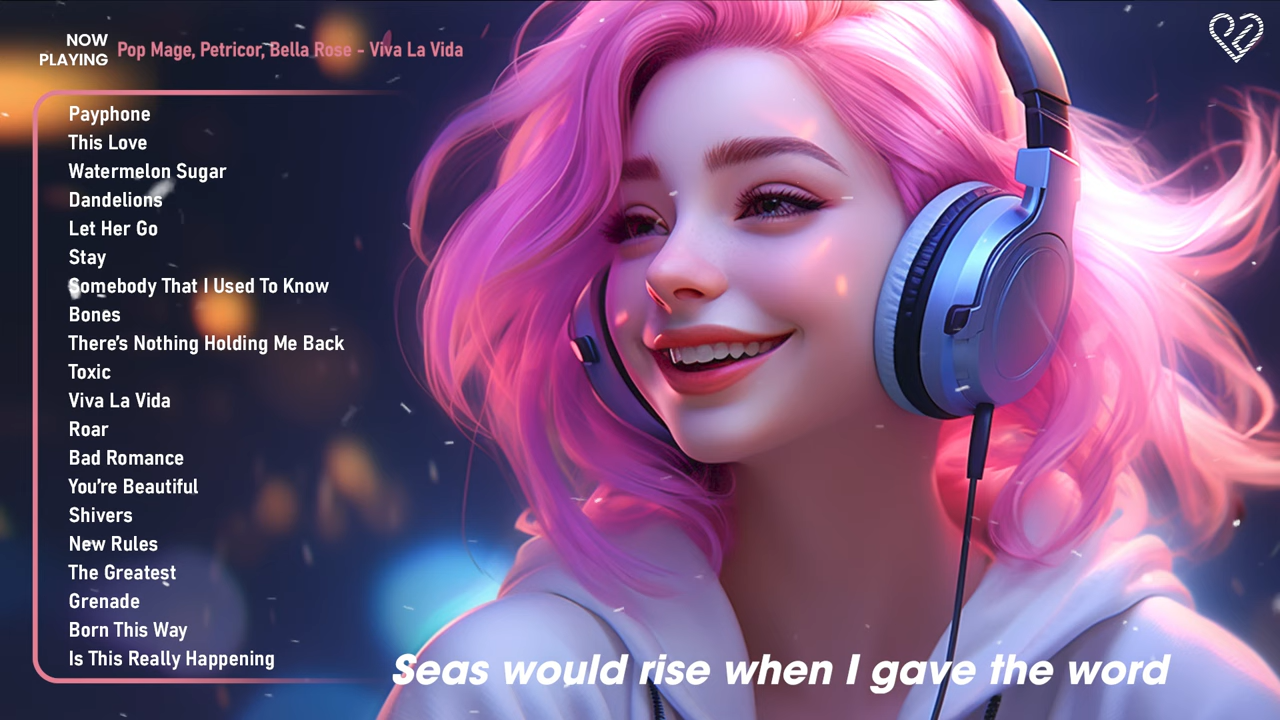 NOW
PLAYING
Pop Mage, Petricor, Bella Rose - Viva La Vida
Payphone
This Love
Watermelon Sugar
Dandelions
Let Her Go
Stay
Somebody That I Used To Know
Bones
There's Nothing Holding Me Back
Toxic
Viva La Vida
Roar
Bad Romance
You're Beautiful
Shivers
New Rules
The Greatest
Grenade
Born This Way
Is This Really Happening
Seas would rise when I gave the word